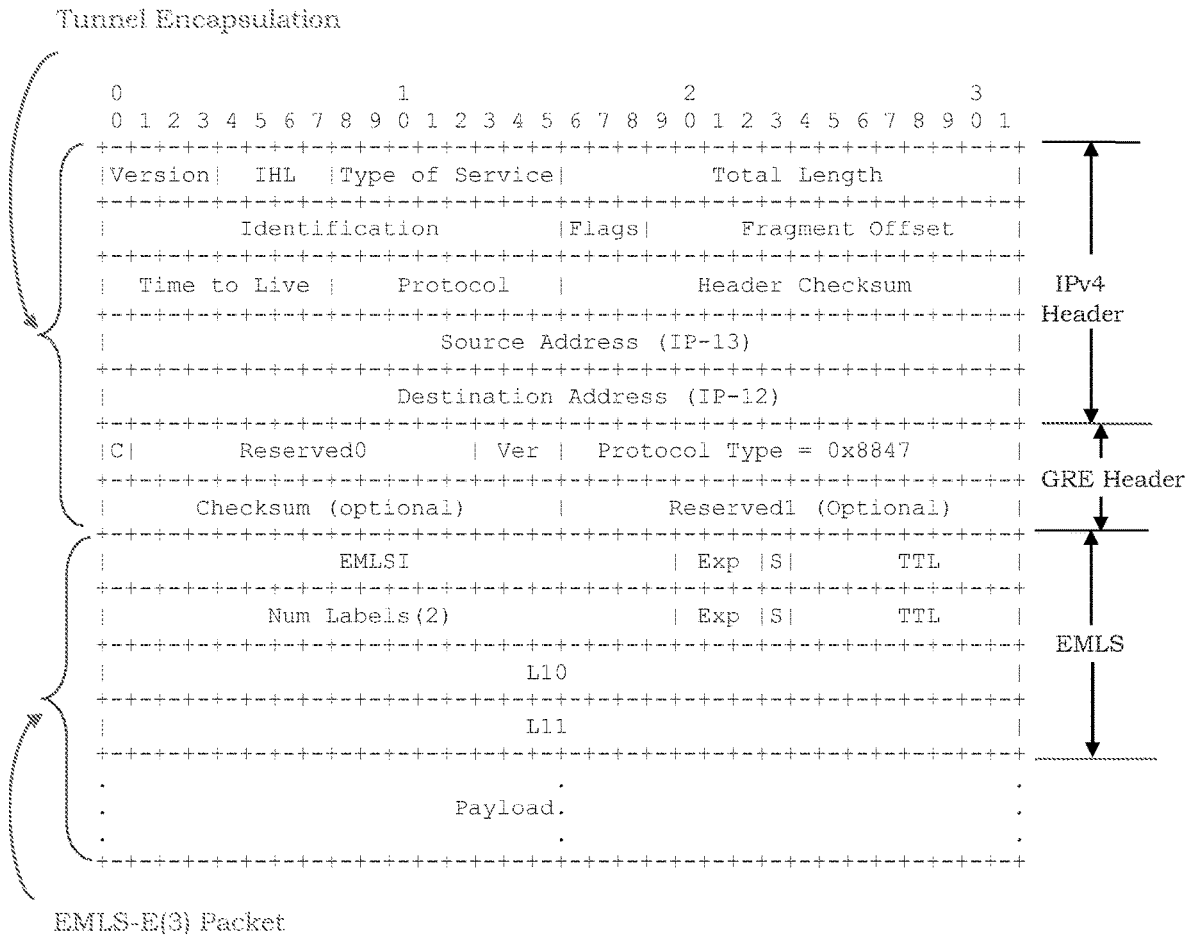 Tunnel Encapsulation
0 1 2 3
0 1 2 3 4 5 6 7 8 9 0 1 2 3 4 5 6 7 8 9 0 1 2 3 4 5 6 7 8 9 0 1
+-+-+-+-+-+-+-+-+-+-+-+-+-+-+-+-+-+-+-+-+-+-+-+-+-+-+-+-+-+-+-+-+
|Version| IHL |Type of Service| Total Length |
+-+-+-+-+-+-+-+-+-+-+-+-+-+-+-+-+-+-+-+-+-+-+-+-+-+-+-+-+-+-+-+-+
| Identification |Flags| Fragment Offset |
+-+-+-+-+-+-+-+-+-+-+-+-+-+-+-+-+-+-+-+-+-+-+-+-+-+-+-+-+-+-+-+-+
| Time to Live | Protocol | Header Checksum |
IPv4
+-+-+-+-+-+-+-+-+-+-+-+-+-+-+-+-+-+-+-+-+-+-+-+-+-+-+-+-+-+-+-+-+
Header
| Source Address (IP-13) |
+-+-+-+-+-+-+-+-+-+-+-+-+-+-+-+-+-+-+-+-+-+-+-+-+-+-+-+-+-+-+-+-+
| Destination Address (IP-12) |
+-+-+-+-+-+-+-+-+-+-+-+-+-+-+-+-+-+-+-+-+-+-+-+-+-+-+-+-+-+-+-+-+
|C| Reserved0 | Ver | Protocol Type = 0x8847 |
+-+-+-+-+-+-+-+-+-+-+-+-+-+-+-+-+-+-+-+-+-+-+-+-+-+-+-+-+-+-+-+-+
GRE Header
| Checksum (optional) | Reserved1 (Optional) |
+-+-+-+-+-+-+-+-+-+-+-+-+-+-+-+-+-+-+-+-+-+-+-+-+-+-+-+-+-+-+-+-+
| EMLSI | Exp |S| TTL |
+-+-+-+-+-+-+-+-+-+-+-+-+-+-+-+-+-+-+-+-+-+-+-+-+-+-+-+-+-+-+-+-+
| Num Labels(2) | Exp |S| TTL |
+-+-+-+-+-+-+-+-+-+-+-+-+-+-+-+-+-+-+-+-+-+-+-+-+-+-+-+-+-+-+-+-+
EMLS
| L10 |
+-+-+-+-+-+-+-+-+-+-+-+-+-+-+-+-+-+-+-+-+-+-+-+-+-+-+-+-+-+-+-+-+
| L11 |
+-+-+-+-+-+-+-+-+-+-+-+-+-+-+-+-+-+-+-+-+-+-+-+-+-+-+-+-+-+-+-+-+
. . .
. Payload. .
. . .
+-+-+-+-+-+-+-+-+-+-+-+-+-+-+-+-+-+-+-+-+-+-+-+-+-+-+-+-+-+-+-+-+
EMLS-E(3) Packet